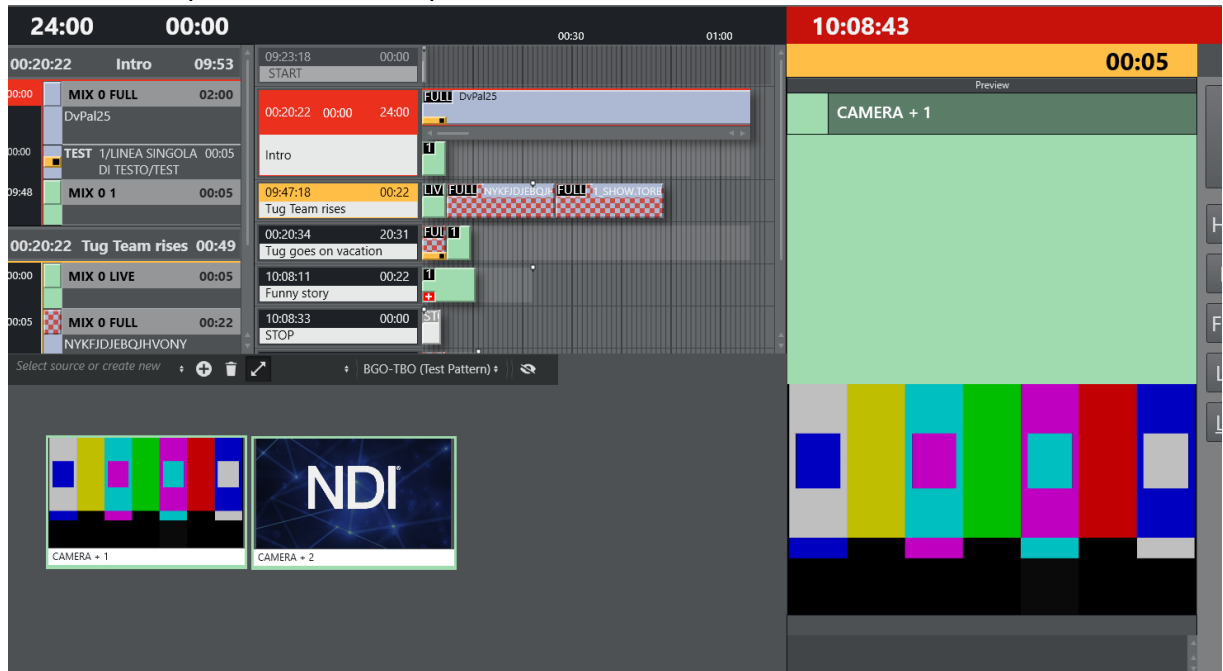 24:00 00:00
00:30 01:00
10:08:43
00:05
Preview
CAMERA + 1
00:20:22 Intro 09:53
00:00 MIX 0 FULL 02:00
DvPal25
00:00 TEST 1/LINEA SINGOLA 00:05
DI TESTO/TEST
09:48 MIX 0 1 00:05
00:20:22 Tug Team rises 00:49
00:00 MIX 0 LIVE 00:05
00:05 MIX 0 FULL 00:22
NYKFJDJEBQJHVONY
09:23:18 00:00
START
00:20:22 00:00 24:00
FULL DvPal25
Intro
1
09:47:18 00:22
Tug Team rises
LIVE FULL NYKFJDJEBQJH FULL 1_SHOW.TORE
00:20:34 20:31
Tug goes on vacation
FUL 1
10:08:11 00:22
Funny story
1
10:08:33 00:00
STOP
Select source or create new
BGO-TBO (Test Pattern)
NDI
CAMERA + 1
CAMERA + 2
H
F
L
L